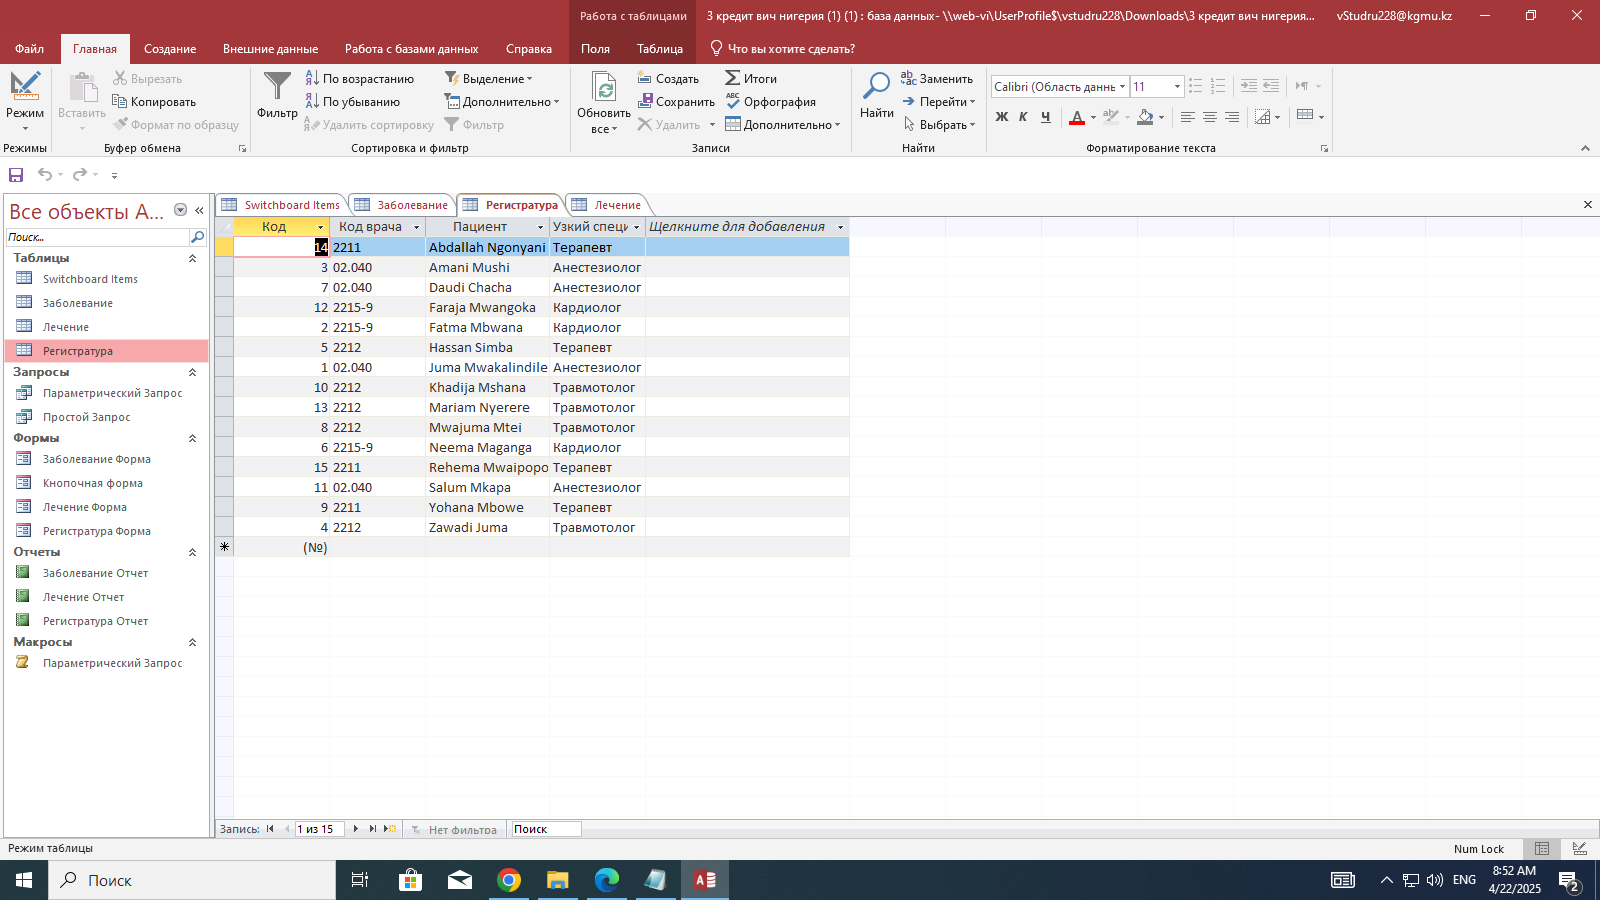 Работа с таблицами
3 кредит вич нигерия (1) (1) : база данных- \\web-vi\UserProfile$\vstudru228\Downloads\3 кредит вич нигерия...
vStudru228@kgmu.kz
Файл Главная Создание Внешние данные Работа с базами данных Справка Поля Таблица Что вы хотите сделать?
Режим
Режимы
Вставить
Вырезать
Копировать
Формат по образцу
Буфер обмена
Фильтр
По возрастанию
По убыванию
Удалить сортировку
Выделение
Дополнительно
Фильтр
Сортировка и фильтр
Обновить
все
Создать
Сохранить
Удалить
Итоги
Орфография
Дополнительно
Записи
Найти
Заменить
Перейти
Выбрать
Найти
Calibri (Область данны
11
Ж К Ч
Форматирование текста
Все объекты A...
Поиск...
Таблицы
Switchboard Items
Заболевание
Лечение
Регистратура
Запросы
Параметрический Запрос
Простой Запрос
Формы
Заболевание Форма
Кнопочная форма
Лечение Форма
Регистратура Форма
Отчеты
Заболевание Отчет
Лечение Отчет
Регистратура Отчет
Макросы
Параметрический Запрос
Switchboard Items Заболевание Регистратура Лечение
Код Код врача Пациент Узкий специ Щелкните для добавления
14 2211 Abdallah Ngonyani Терапевт
3 02.040 Amani Mushi Анестезиолог
7 02.040 Daudi Chacha Анестезиолог
12 2215-9 Faraja Mwangoka Кардиолог
2 2215-9 Fatma Mbwana Кардиолог
5 2212 Hassan Simba Терапевт
1 02.040 Juma Mwakalindile Анестезиолог
10 2212 Khadija Mshana Травмотолог
13 2212 Mariam Nyerere Травмотолог
8 2212 Mwajuma Mtei Травмотолог
6 2215-9 Neema Maganga Кардиолог
15 2211 Rehema Mwaipopo Терапевт
11 02.040 Salum Mkapa Анестезиолог
9 2211 Yohana Mbowe Терапевт
4 2212 Zawadi Juma Травмотолог
(№)
Запись: 1 из 15 Нет фильтра Поиск
Режим таблицы
Num Lock
Поиск
ENG
8:52 AM
4/22/2025
2